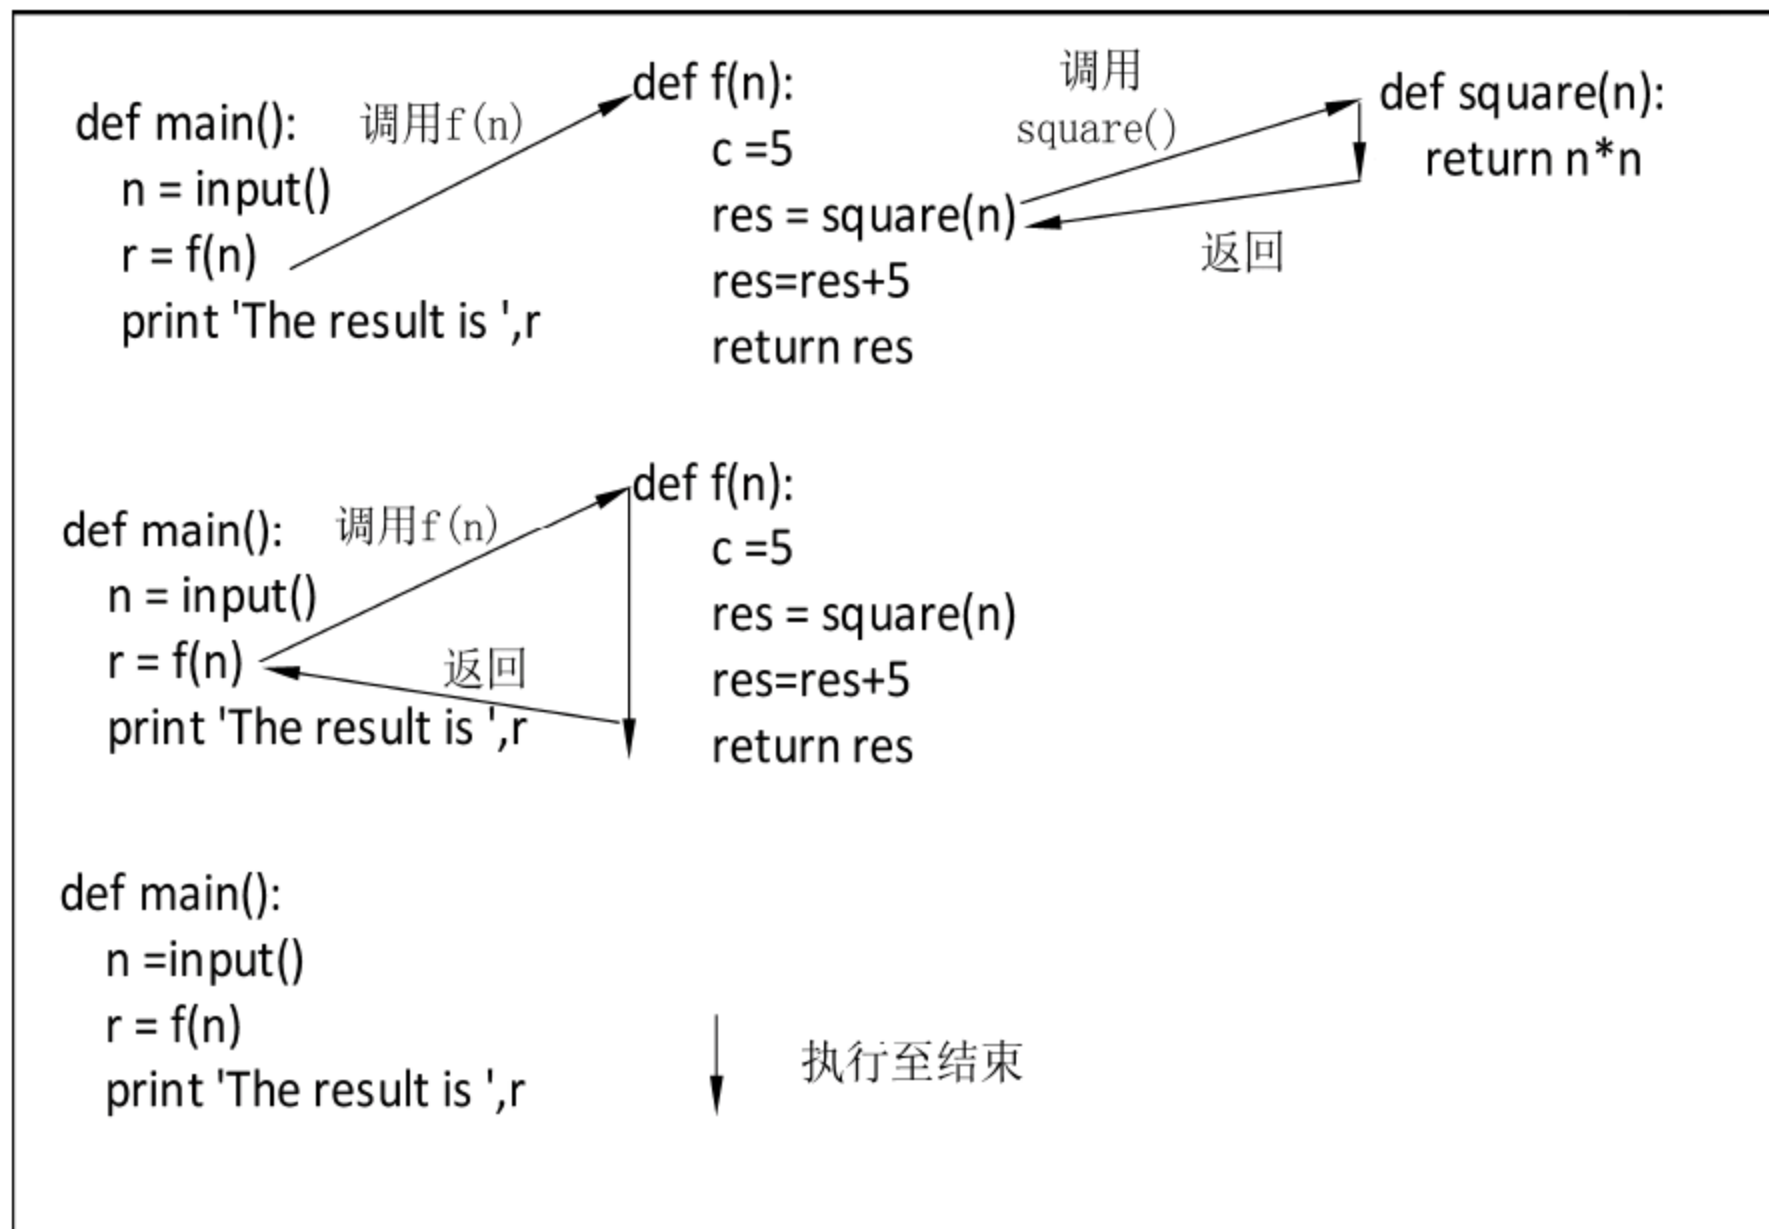 def main():
n = input()
r = f(n)
print 'The result is ',r
调用f(n)
def f(n):
c =5
res = square(n)
res=res+5
return res
调用
square()
def square(n):
return n*n
返回
def main():
n = input()
r = f(n)
print 'The result is ',r
调用f(n)
返回
def f(n):
c =5
res = square(n)
res=res+5
return res
def main():
n =input()
r = f(n)
print 'The result is ',r
执行至结束